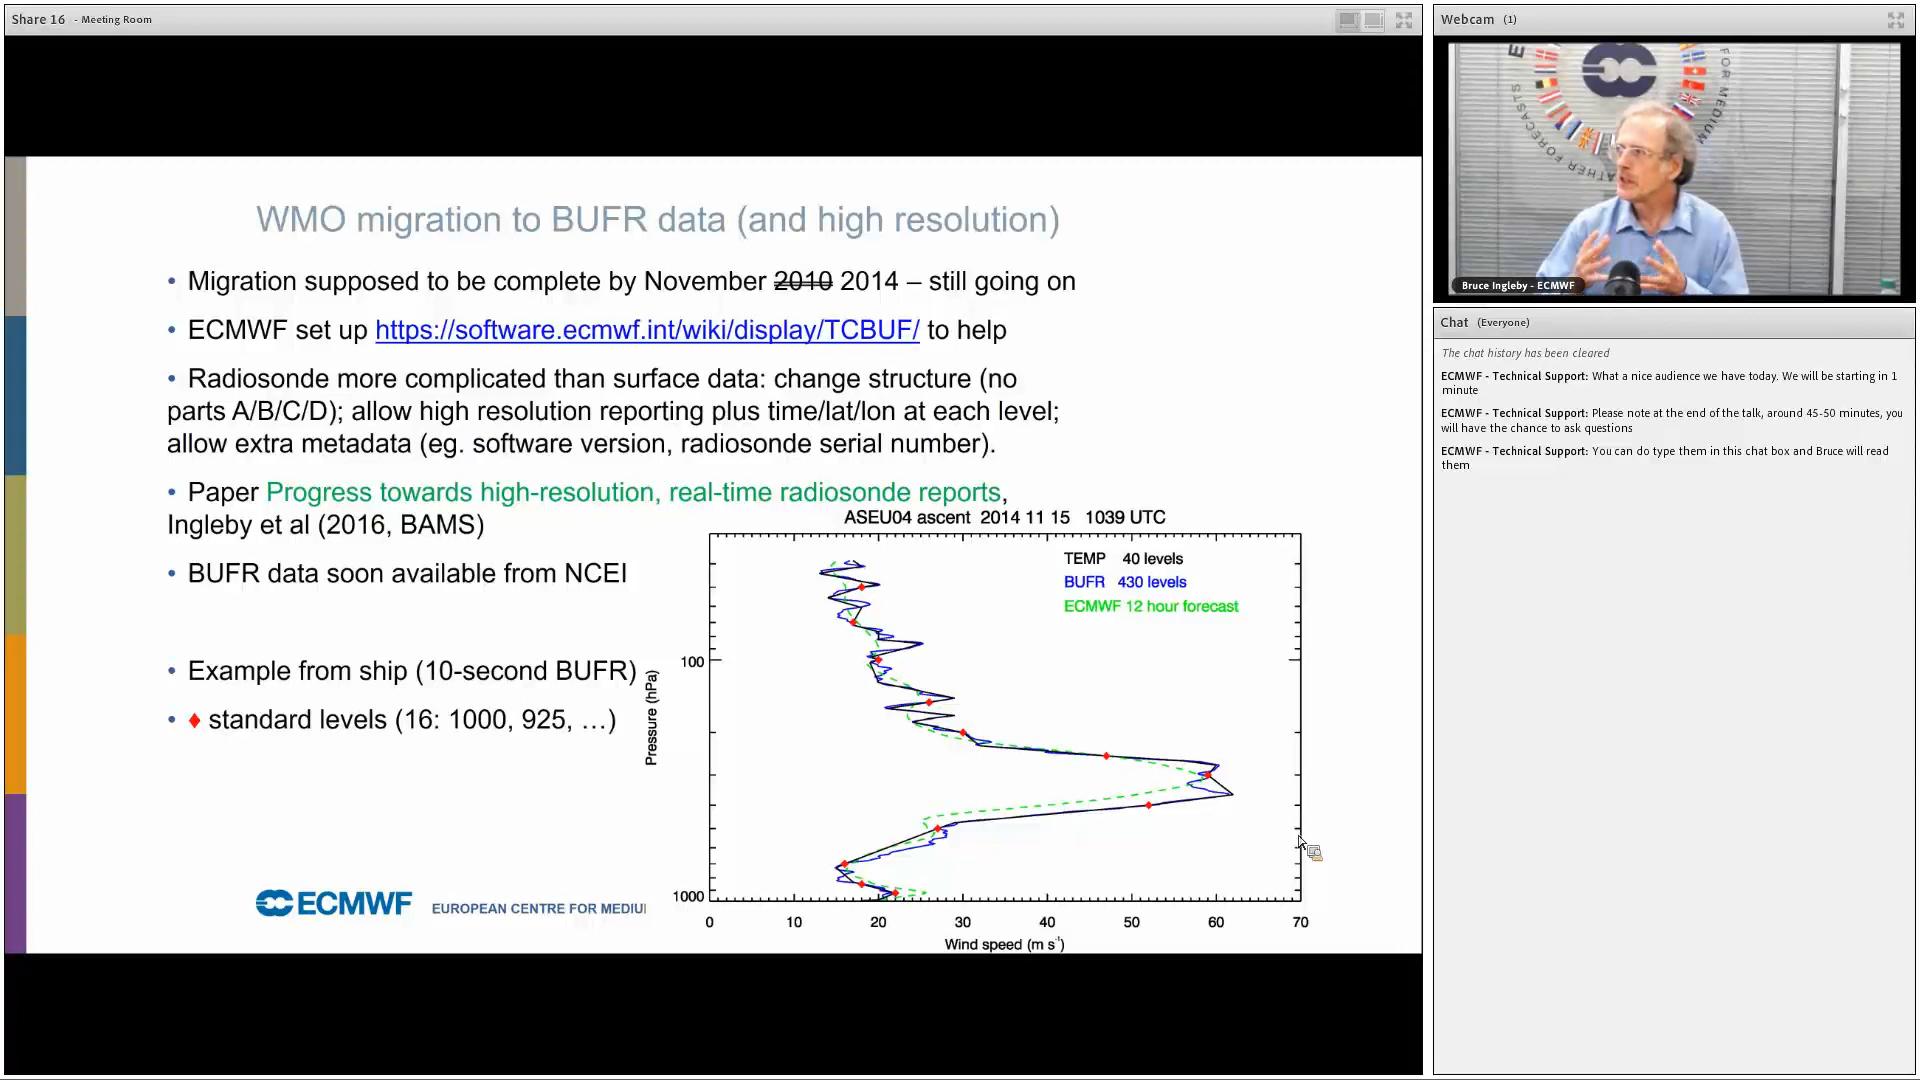 Share 16 - Meeting Room
WMO migration to BUFR data (and high resolution)
• Migration supposed to be complete by November 2010 2014 – still going on
• ECMWF set up https://software.ecmwf.int/wiki/display/TCBUF/ to help
• Radiosonde more complicated than surface data: change structure (no
parts A/B/C/D); allow high resolution reporting plus time/lat/lon at each level;
allow extra metadata (eg. software version, radiosonde serial number).
• Paper Progress towards high-resolution, real-time radiosonde reports,
Ingleby et al (2016, BAMS)
• BUFR data soon available from NCEI
• Example from ship (10-second BUFR)
• ♦ standard levels (16: 1000, 925, …)
ASEU04 ascent 2014 11 15 1039 UTC
TEMP 40 levels
BUFR 430 levels
ECMWF 12 hour forecast
Pressure (hPa)
100
1000
0 10 20 30 40 50 60 70
Wind speed (m s⁻¹)
ECMWF EUROPEAN CENTRE FOR MEDIU
Webcam (1)
FOR MEDIUM
ATHER FORECASTS
Bruce Ingleby - ECMWF
Chat (Everyone)
The chat history has been cleared
ECMWF - Technical Support: What a nice audience we have today. We will be starting in 1
minute
ECMWF - Technical Support: Please note at the end of the talk, around 45-50 minutes, you
will have the chance to ask questions
ECMWF - Technical Support: You can do type them in this chat box and Bruce will read
them